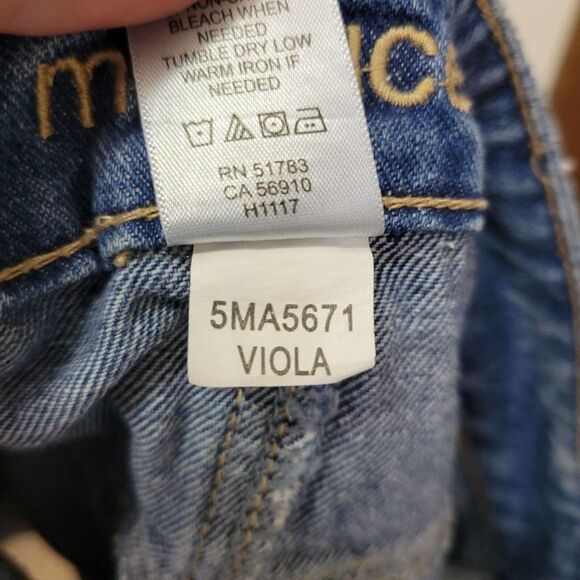 BLEACH WHEN
NEEDED
TUMBLE DRY LOW
WARM IRON IF
NEEDED
RN 51783
CA 56910
H1117
5MA5671
VIOLA